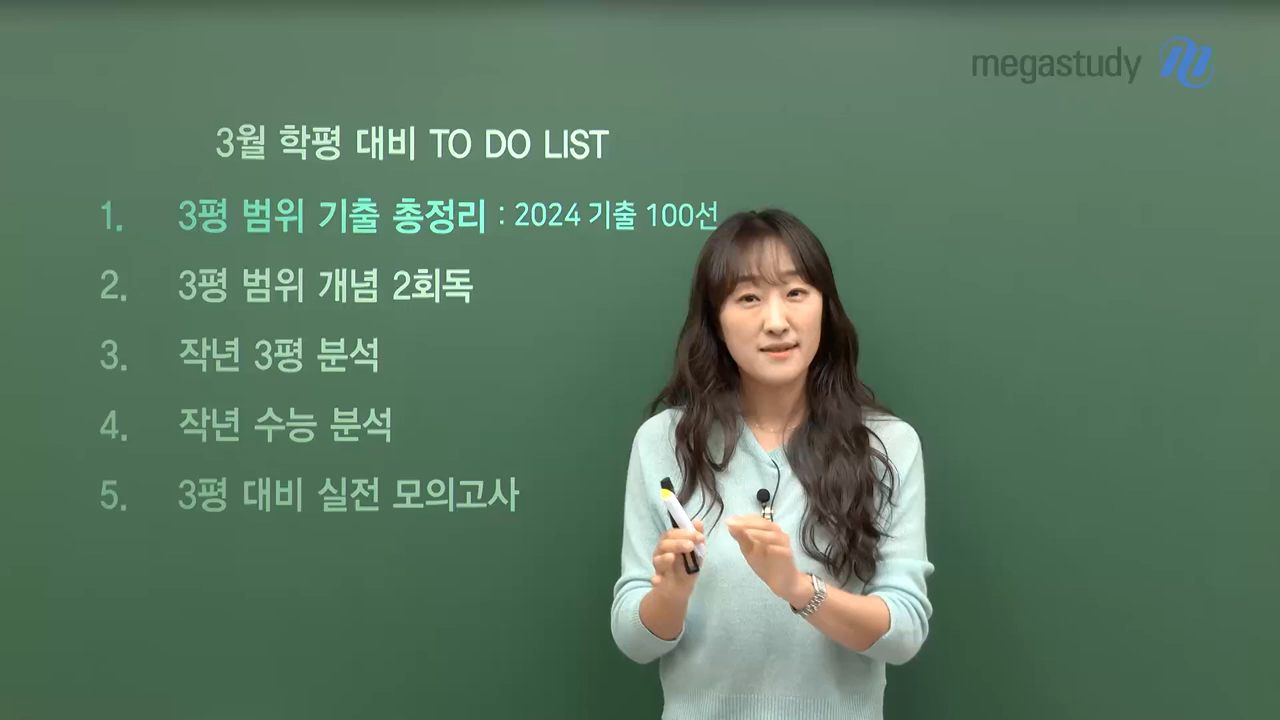 megastudy
3월 학평 대비 TO DO LIST
1. 3평 범위 기출 총정리 : 2024 기출 100선
2. 3평 범위 개념 2회독
3. 작년 3평 분석
4. 작년 수능 분석
5. 3평 대비 실전 모의고사